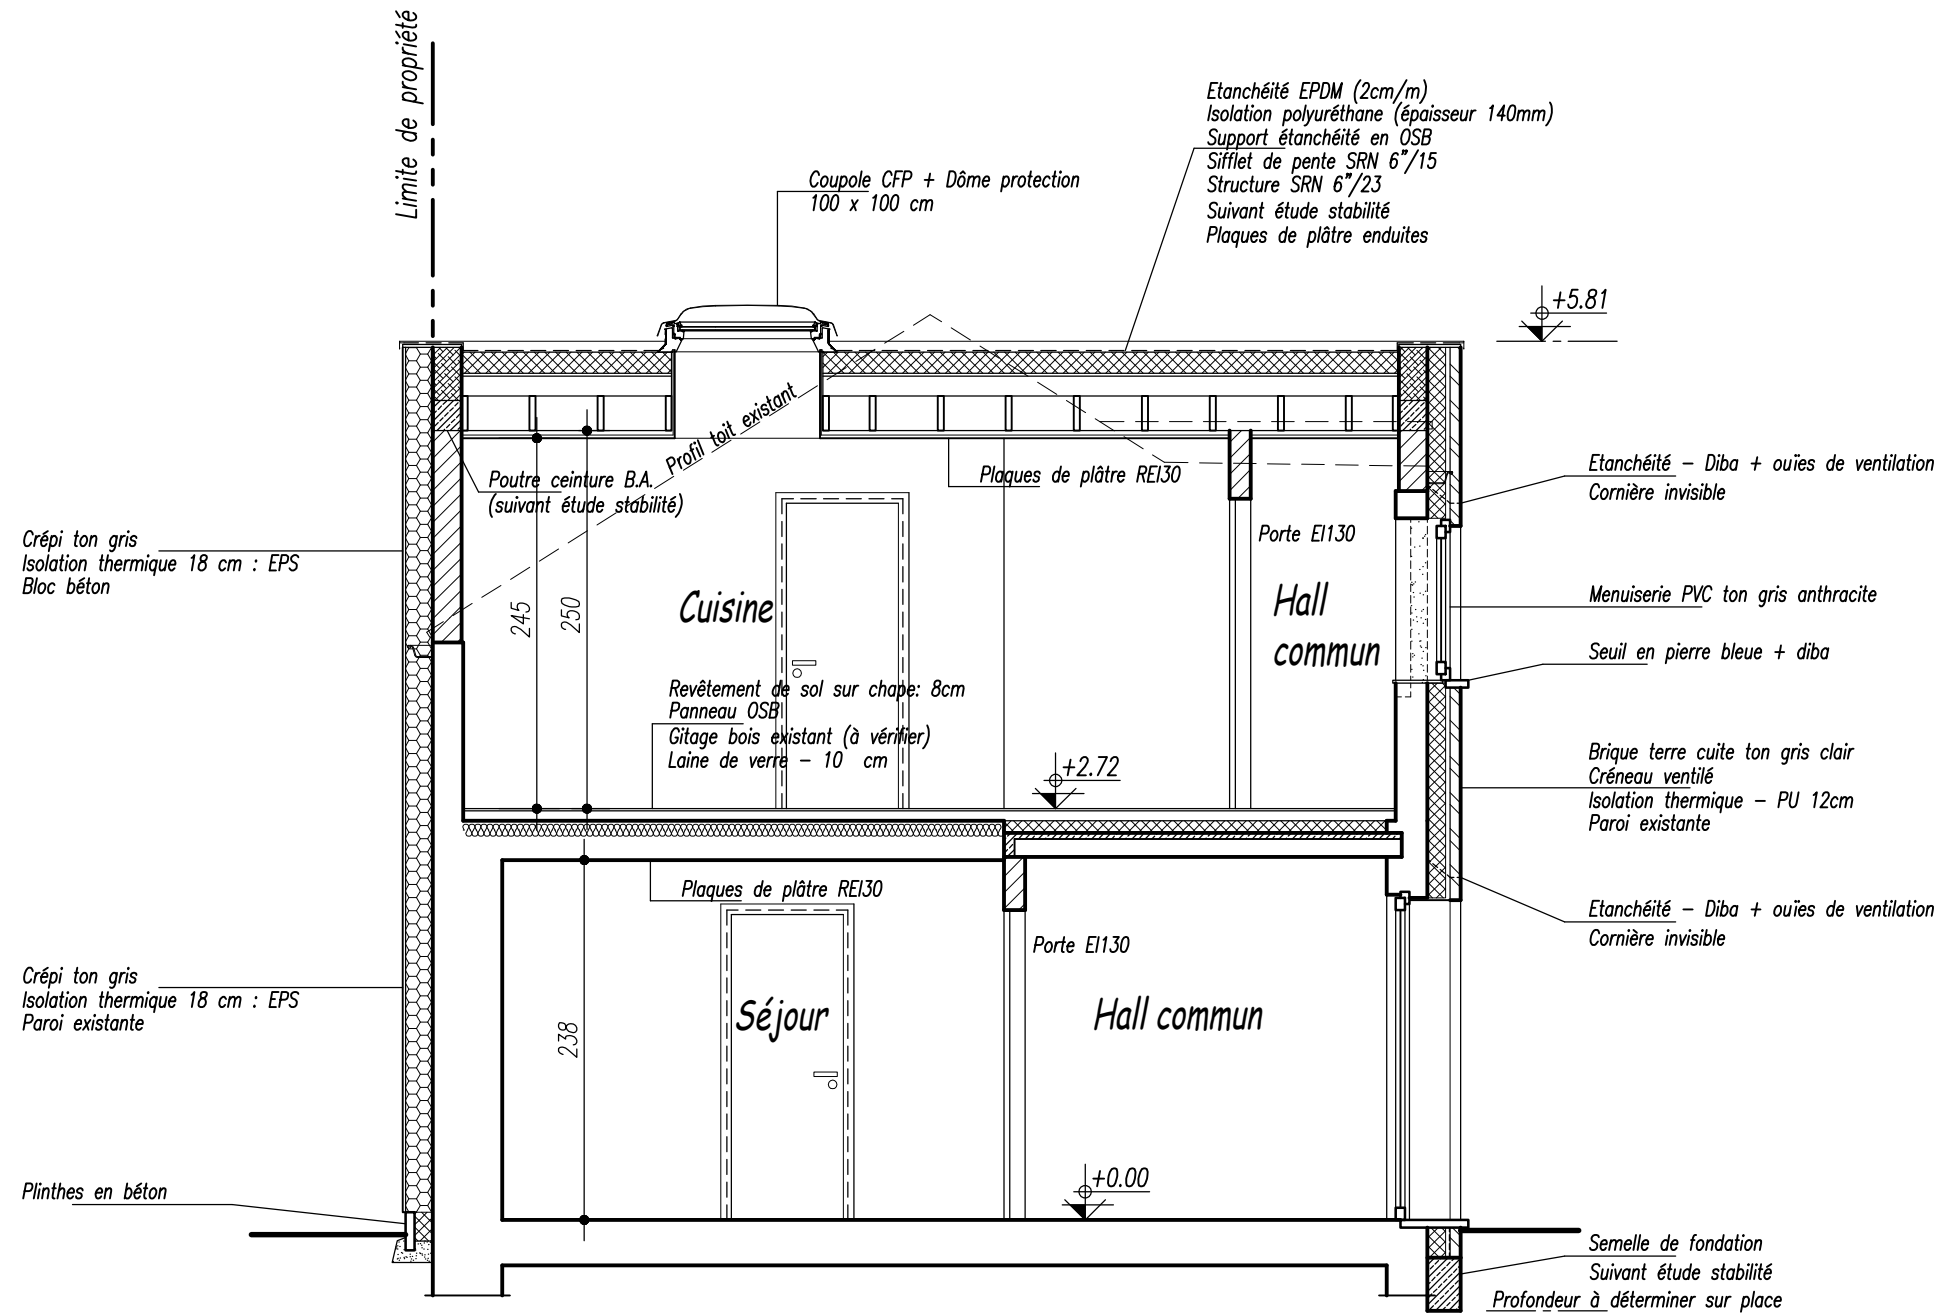 Limite de propriété
Etanchéité EPDM (2cm/m)
Isolation polyuréthane (épaisseur 140mm)
Support étanchéité en OSB
Sifflet de pente SRN 6"/15
Structure SRN 6"/23
Suivant étude stabilité
Plaques de plâtre enduites
Coupole CFP + Dôme protection
100 x 100 cm
+5.81
Profil toit existant
Poutre ceinture B.A.
(suivant étude stabilité)
Plaques de plâtre REI30
Etanchéité - Diba + ouïes de ventilation
Cornière invisible
Crépi ton gris
Isolation thermique 18 cm : EPS
Bloc béton
Porte EI130
245
250
Cuisine
Hall
commun
Menuiserie PVC ton gris anthracite
Seuil en pierre bleue + diba
Revêtement de sol sur chape: 8cm
Panneau OSB
Gitage bois existant (à vérifier)
Laine de verre - 10 cm
+2.72
Brique terre cuite ton gris clair
Créneau ventilé
Isolation thermique - PU 12cm
Paroi existante
Plaques de plâtre REI30
Etanchéité - Diba + ouïes de ventilation
Cornière invisible
Porte EI130
Crépi ton gris
Isolation thermique 18 cm : EPS
Paroi existante
238
Séjour
Hall commun
+0.00
Plinthes en béton
Semelle de fondation
Suivant étude stabilité
Profondeur à déterminer sur place